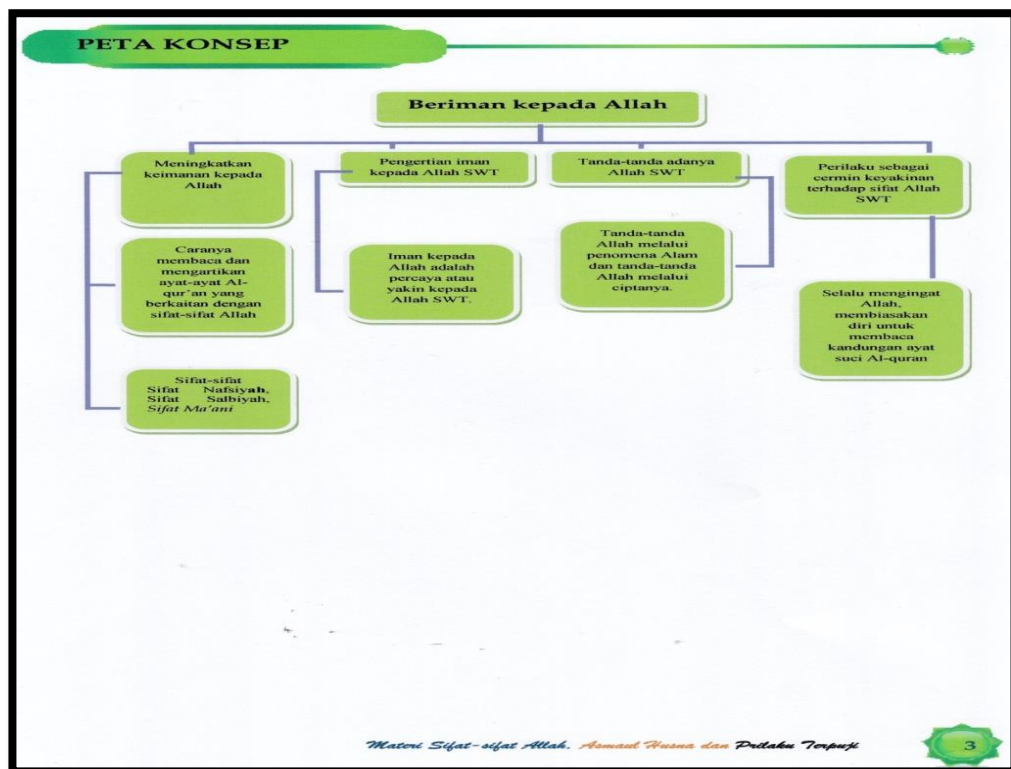 PETA KONSEP
Beriman kepada Allah
Meningkatkan
keimanan kepada
Allah
Caranya
membaca dan
mengartikan
ayat-ayat Al-
qur'an yang
berkaitan dengan
sifat-sifat Allah
Sifat-sifat
Sifat Nafsiyah,
Sifat Salbiyah,
Sifat Ma'ani
Pengertian iman
kepada Allah SWT
Iman kepada
Allah adalah
percaya atau
yakin kepada
Allah SWT.
Tanda-tanda adanya
Allah SWT
Tanda-tanda
Allah melalui
penomena Alam
dan tanda-tanda
Allah melalui
ciptanya.
Perilaku sebagai
cermin keyakinan
terhadap sifat Allah
SWT
Selalu mengingat
Allah,
membiasakan
diri untuk
membaca
kandungan ayat
suci Al-quran
Materi Sifat-sifat Allah, Asmaul Husna dan Prilaku Terpuji
3